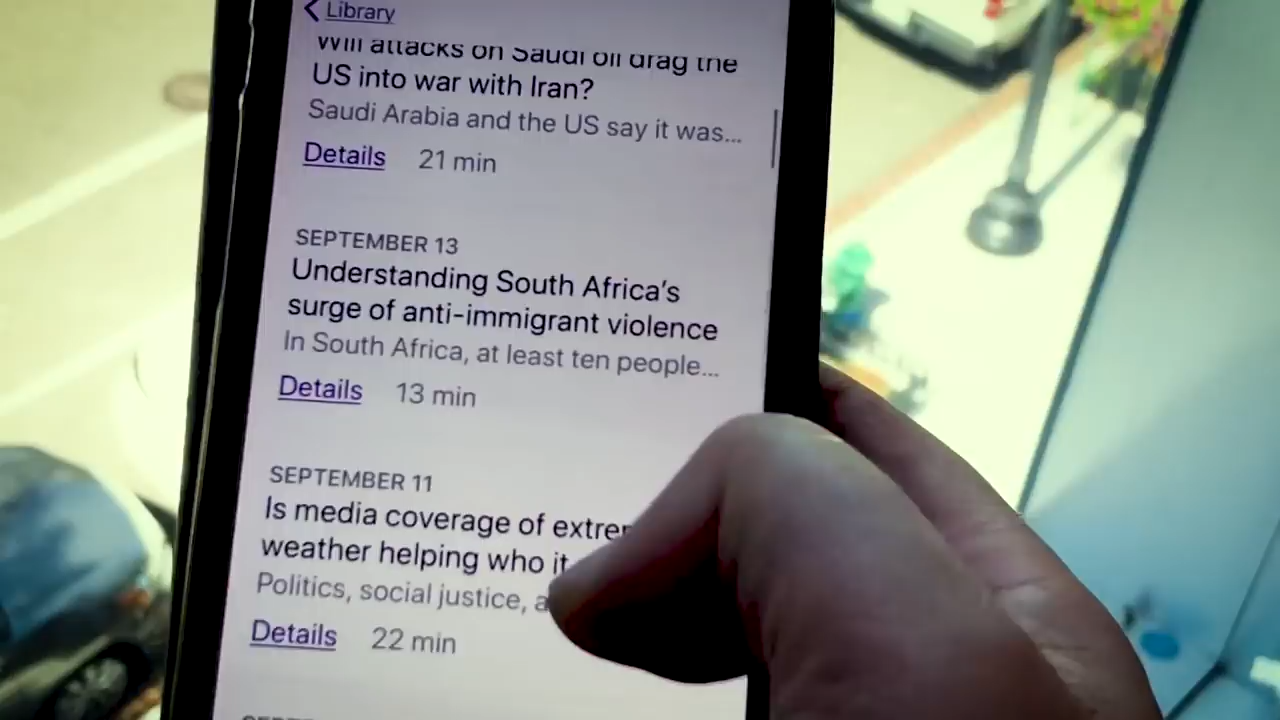 Library
Will attacks on Saudi oil drag the
US into war with Iran?
Saudi Arabia and the US say it was...
Details 21 min
SEPTEMBER 13
Understanding South Africa's
surge of anti-immigrant violence
In South Africa, at least ten people...
Details 13 min
SEPTEMBER 11
Is media coverage of
weather helping who it
Politics, social justice,
Details 22 min